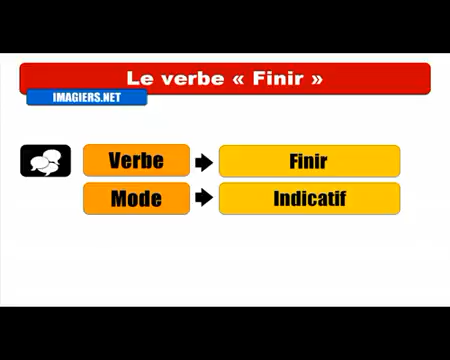 Le verbe « Finir »
IMAGIERS.NET
Verbe Finir
Mode Indicatif